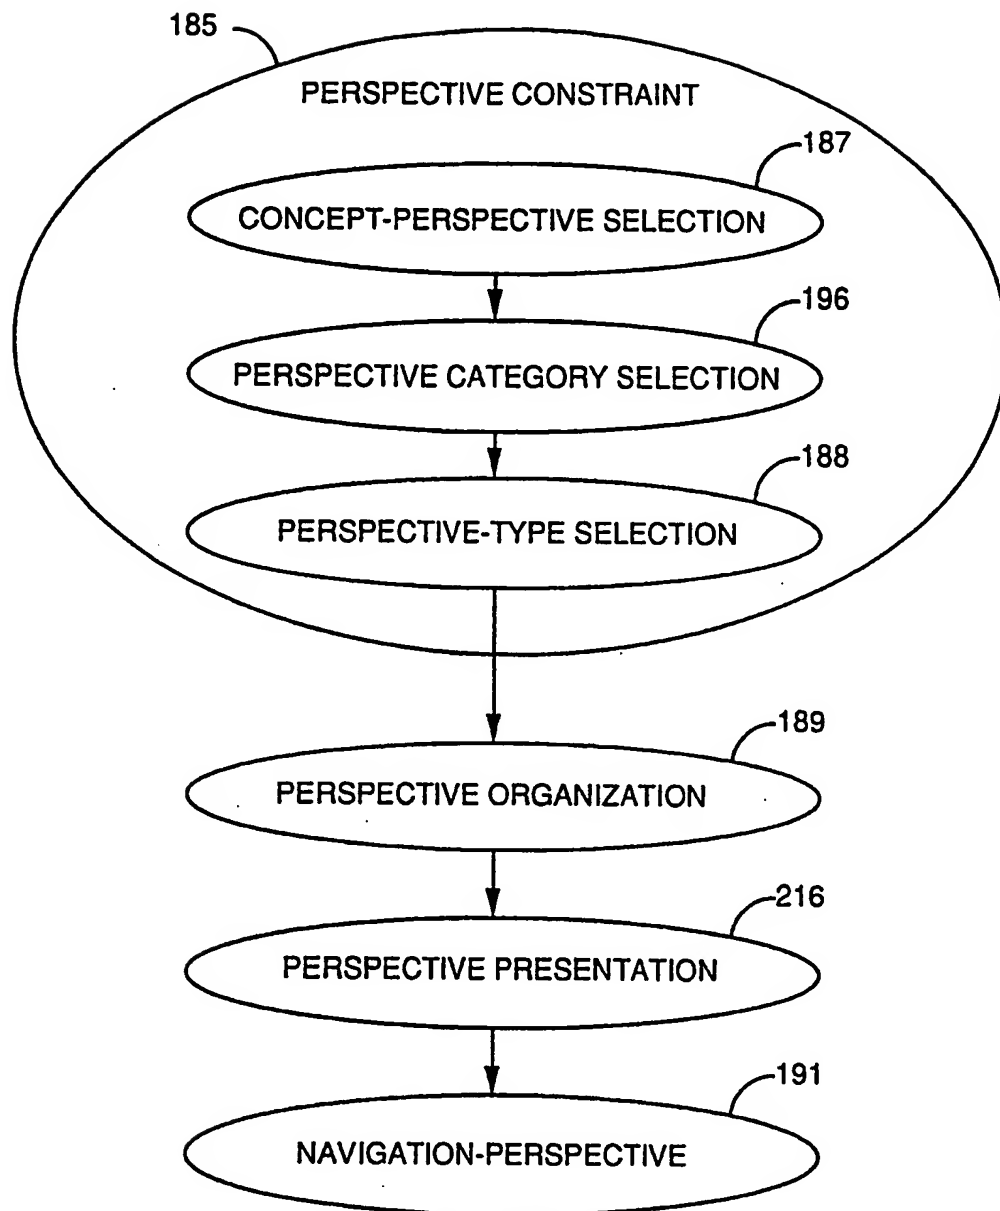 185
PERSPECTIVE CONSTRAINT
187
CONCEPT-PERSPECTIVE SELECTION
196
PERSPECTIVE CATEGORY SELECTION
188
PERSPECTIVE-TYPE SELECTION
189
PERSPECTIVE ORGANIZATION
216
PERSPECTIVE PRESENTATION
191
NAVIGATION-PERSPECTIVE